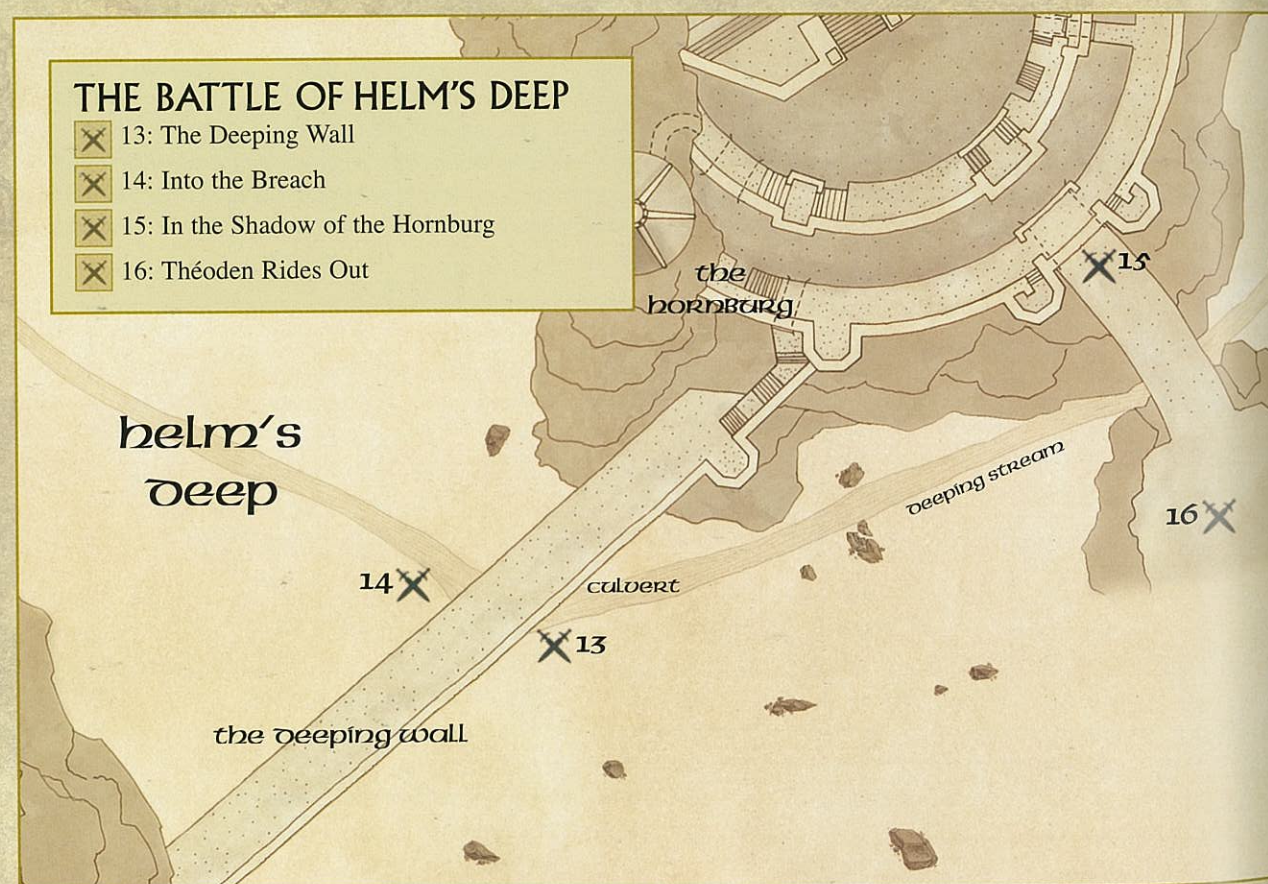 THE BATTLE OF HELM'S DEEP
13: The Deeping Wall
14: Into the Breach
15: In the Shadow of the Hornburg
16: Théoden Rides Out
the
hornburg
15
helm's
deep
deeping stream
16
14
culvert
13
the deeping wall